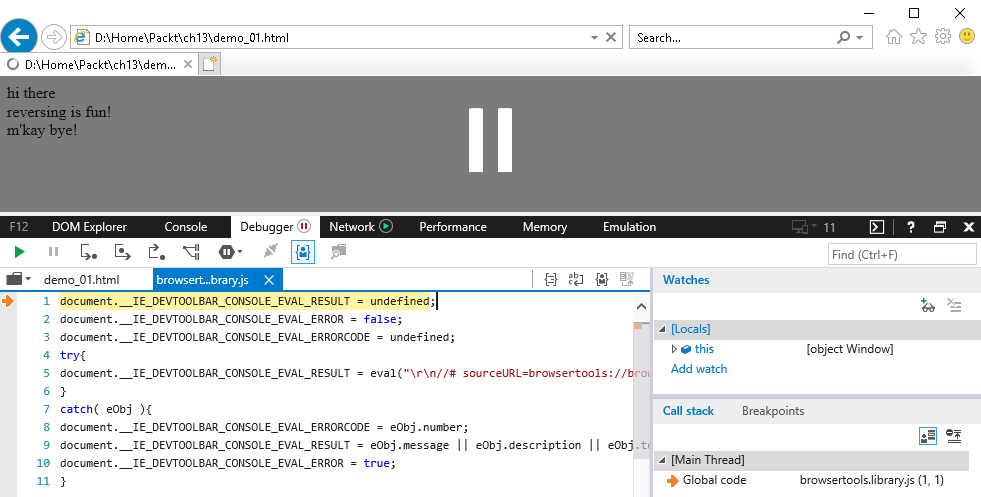 D:\Home\Packt\ch13\demo_01.html
Search...
D:\Home\Packt\ch13\dem...
hi there
reversing is fun!
m'kay bye!
F12 DOM Explorer Console Debugger Network Performance Memory Emulation 11 ?
Find (Ctrl+F)
demo_01.html browsert...brary.js
1 document.__IE_DEVTOOLBAR_CONSOLE_EVAL_RESULT = undefined;
2 document.__IE_DEVTOOLBAR_CONSOLE_EVAL_ERROR = false;
3 document.__IE_DEVTOOLBAR_CONSOLE_EVAL_ERRORCODE = undefined;
4 try{
5 document.__IE_DEVTOOLBAR_CONSOLE_EVAL_RESULT = eval("\r\n//# sourceURL=browsertools://brow
6 }
7 catch( eObj ){
8 document.__IE_DEVTOOLBAR_CONSOLE_EVAL_ERRORCODE = eObj.number;
9 document.__IE_DEVTOOLBAR_CONSOLE_EVAL_RESULT = eObj.message || eObj.description || eObj.to
10 document.__IE_DEVTOOLBAR_CONSOLE_EVAL_ERROR = true;
11 }
Watches
[Locals]
this [object Window]
Add watch
Call stack Breakpoints
[Main Thread]
Global code browsertools.library.js (1, 1)